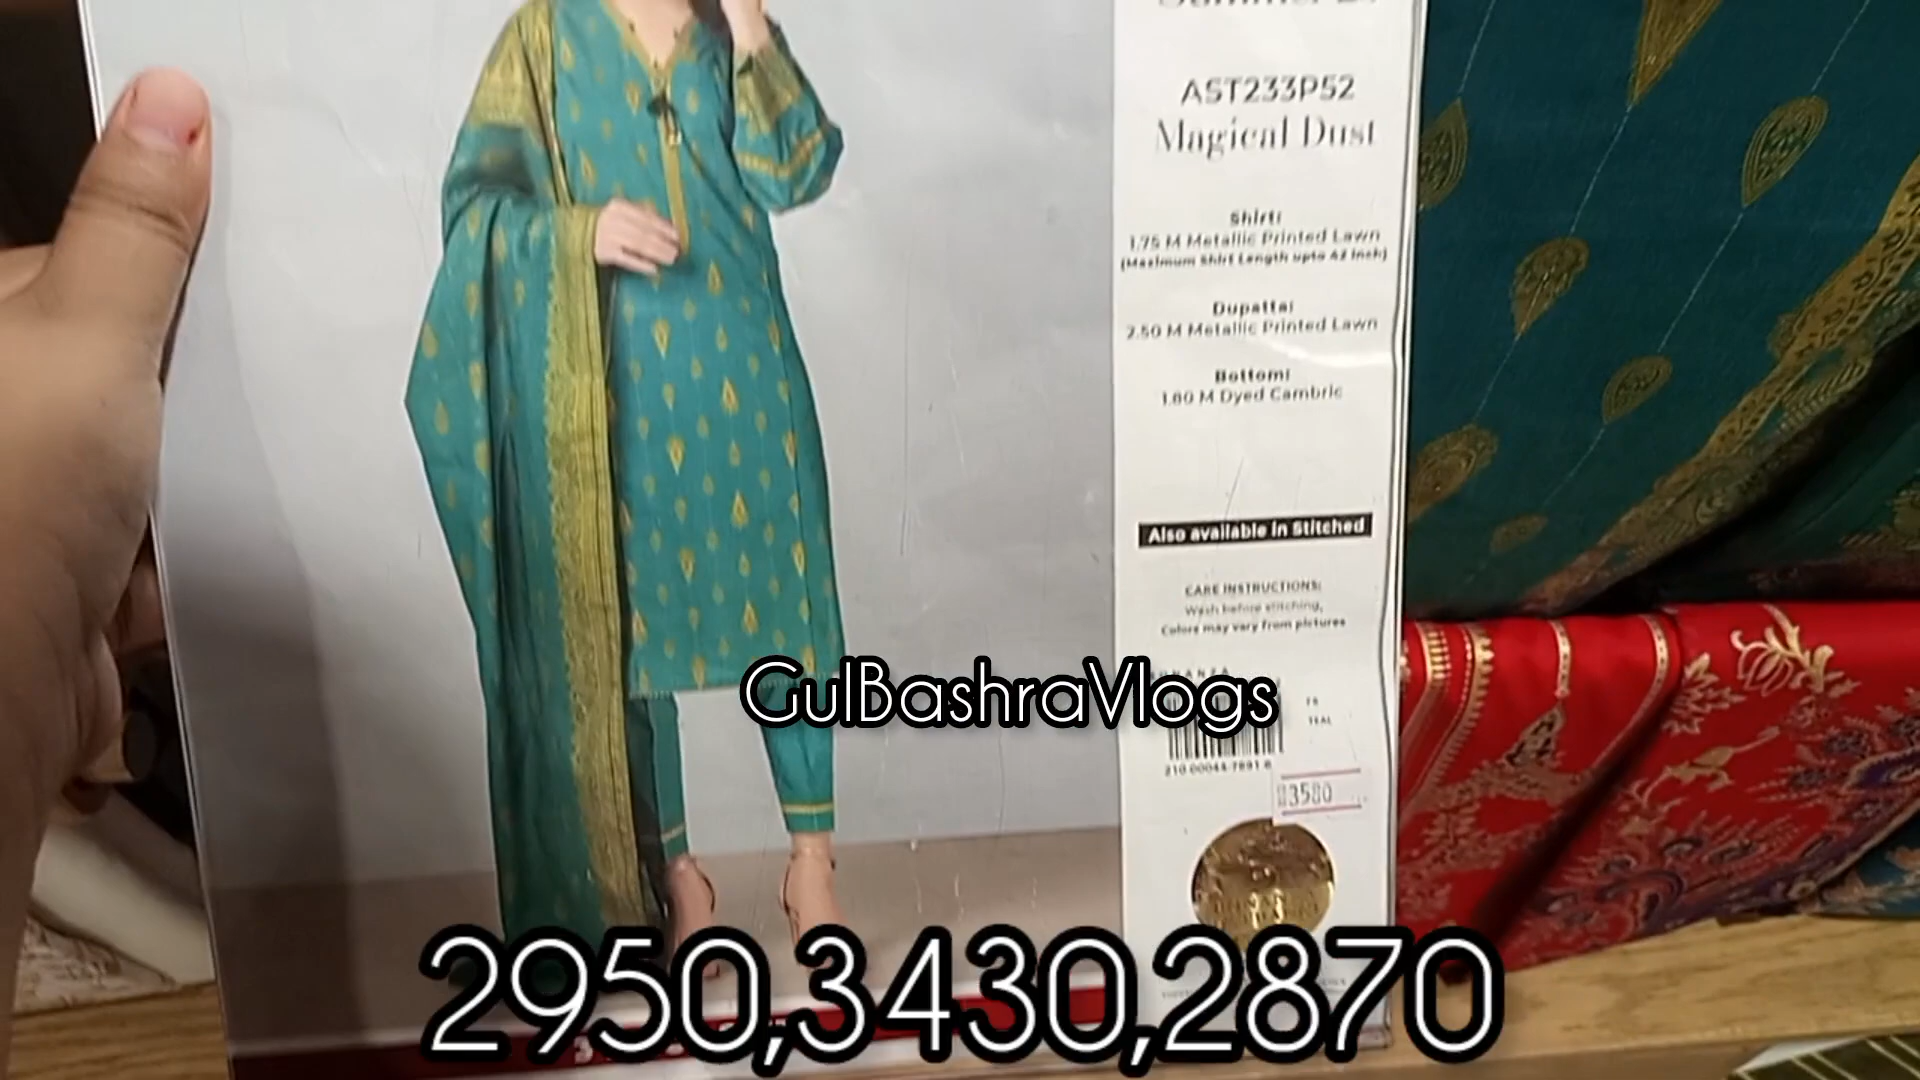 AST233P52
Magical Dust
Shirt:
1.75 M Metallic Printed Lawn
(Maximum Shirt Length upto 42 Inch)
Dupatta:
2.50 M Metallic Printed Lawn
Bottom:
1.80 M Dyed Cambric
Also available in Stitched
CARE INSTRUCTIONS:
Wash before stitching,
Colors may vary from pictures
GulBashraVlogs
TEAL
3580
2950,3430,2870